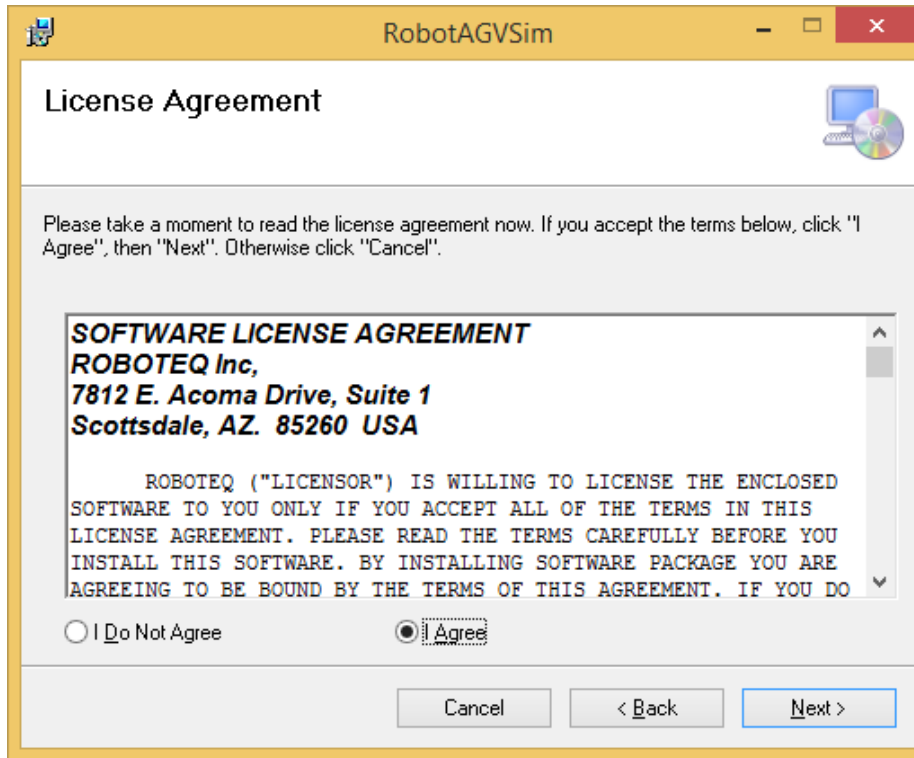 RobotAGVSim
License Agreement
Please take a moment to read the license agreement now. If you accept the terms below, click "I
Agree", then "Next". Otherwise click "Cancel".
SOFTWARE LICENSE AGREEMENT
ROBOTEQ Inc,
7812 E. Acoma Drive, Suite 1
Scottsdale, AZ.  85260  USA
ROBOTEQ ("LICENSOR") IS WILLING TO LICENSE THE ENCLOSED
SOFTWARE TO YOU ONLY IF YOU ACCEPT ALL OF THE TERMS IN THIS
LICENSE AGREEMENT. PLEASE READ THE TERMS CAREFULLY BEFORE YOU
INSTALL THIS SOFTWARE. BY INSTALLING SOFTWARE PACKAGE YOU ARE
AGREEING TO BE BOUND BY THE TERMS OF THIS AGREEMENT. IF YOU DO
I Do Not Agree I Agree
Cancel < Back Next >